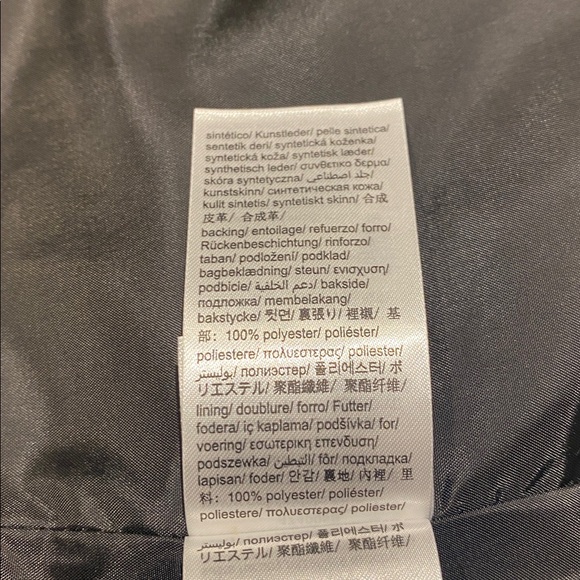 sintético/ Kunstleder/ pelle sintetica/
sentetik deri/ syntetická koženka/
syntetická koža/ syntetisk læder/
synthetisch leder/ συνθετικο δερμα/
skóra syntetyczna/ جلد اصطناعي/
kunstskinn/ синтетическая кожа/
kulit sintetis/ syntetiskt skinn/ 合成
皮革/ 合成革/
backing/ entoilage/ refuerzo/ forro/
Rückenbeschichtung/ rinforzo/
taban/ podložení/ podklad/
bagbeklædning/ steun/ ενισχυση/
podbicie/ دعم الخلفية/ bakside/
подложка/ membelakang/
bakstycke/ 뒷면/ 裏張り/ 裡襯/ 基
部: 100% polyester/ poliéster/
poliestere/ πολυεστερας/ poliester/
بوليستر/ полиэстер/ 폴리에스터/ ポ
リエステル/ 聚酯纖維/ 聚酯纤维/
lining/ doublure/ forro/ Futter/
fodera/ iç kaplama/ podšívka/ for/
voering/ εσωτερικη επενδυση/
podszewka/ التبطين/ fôr/ подкладка/
lapisan/ foder/ 안감/ 裏地/ 內裡/ 里
料: 100% polyester/ poliéster/
poliestere/ πολυεστερας/ poliester/
بوليستر/ полиэстер/ 폴리에스터/ ポ
リエステル/ 聚酯纖維/ 聚酯纤维/